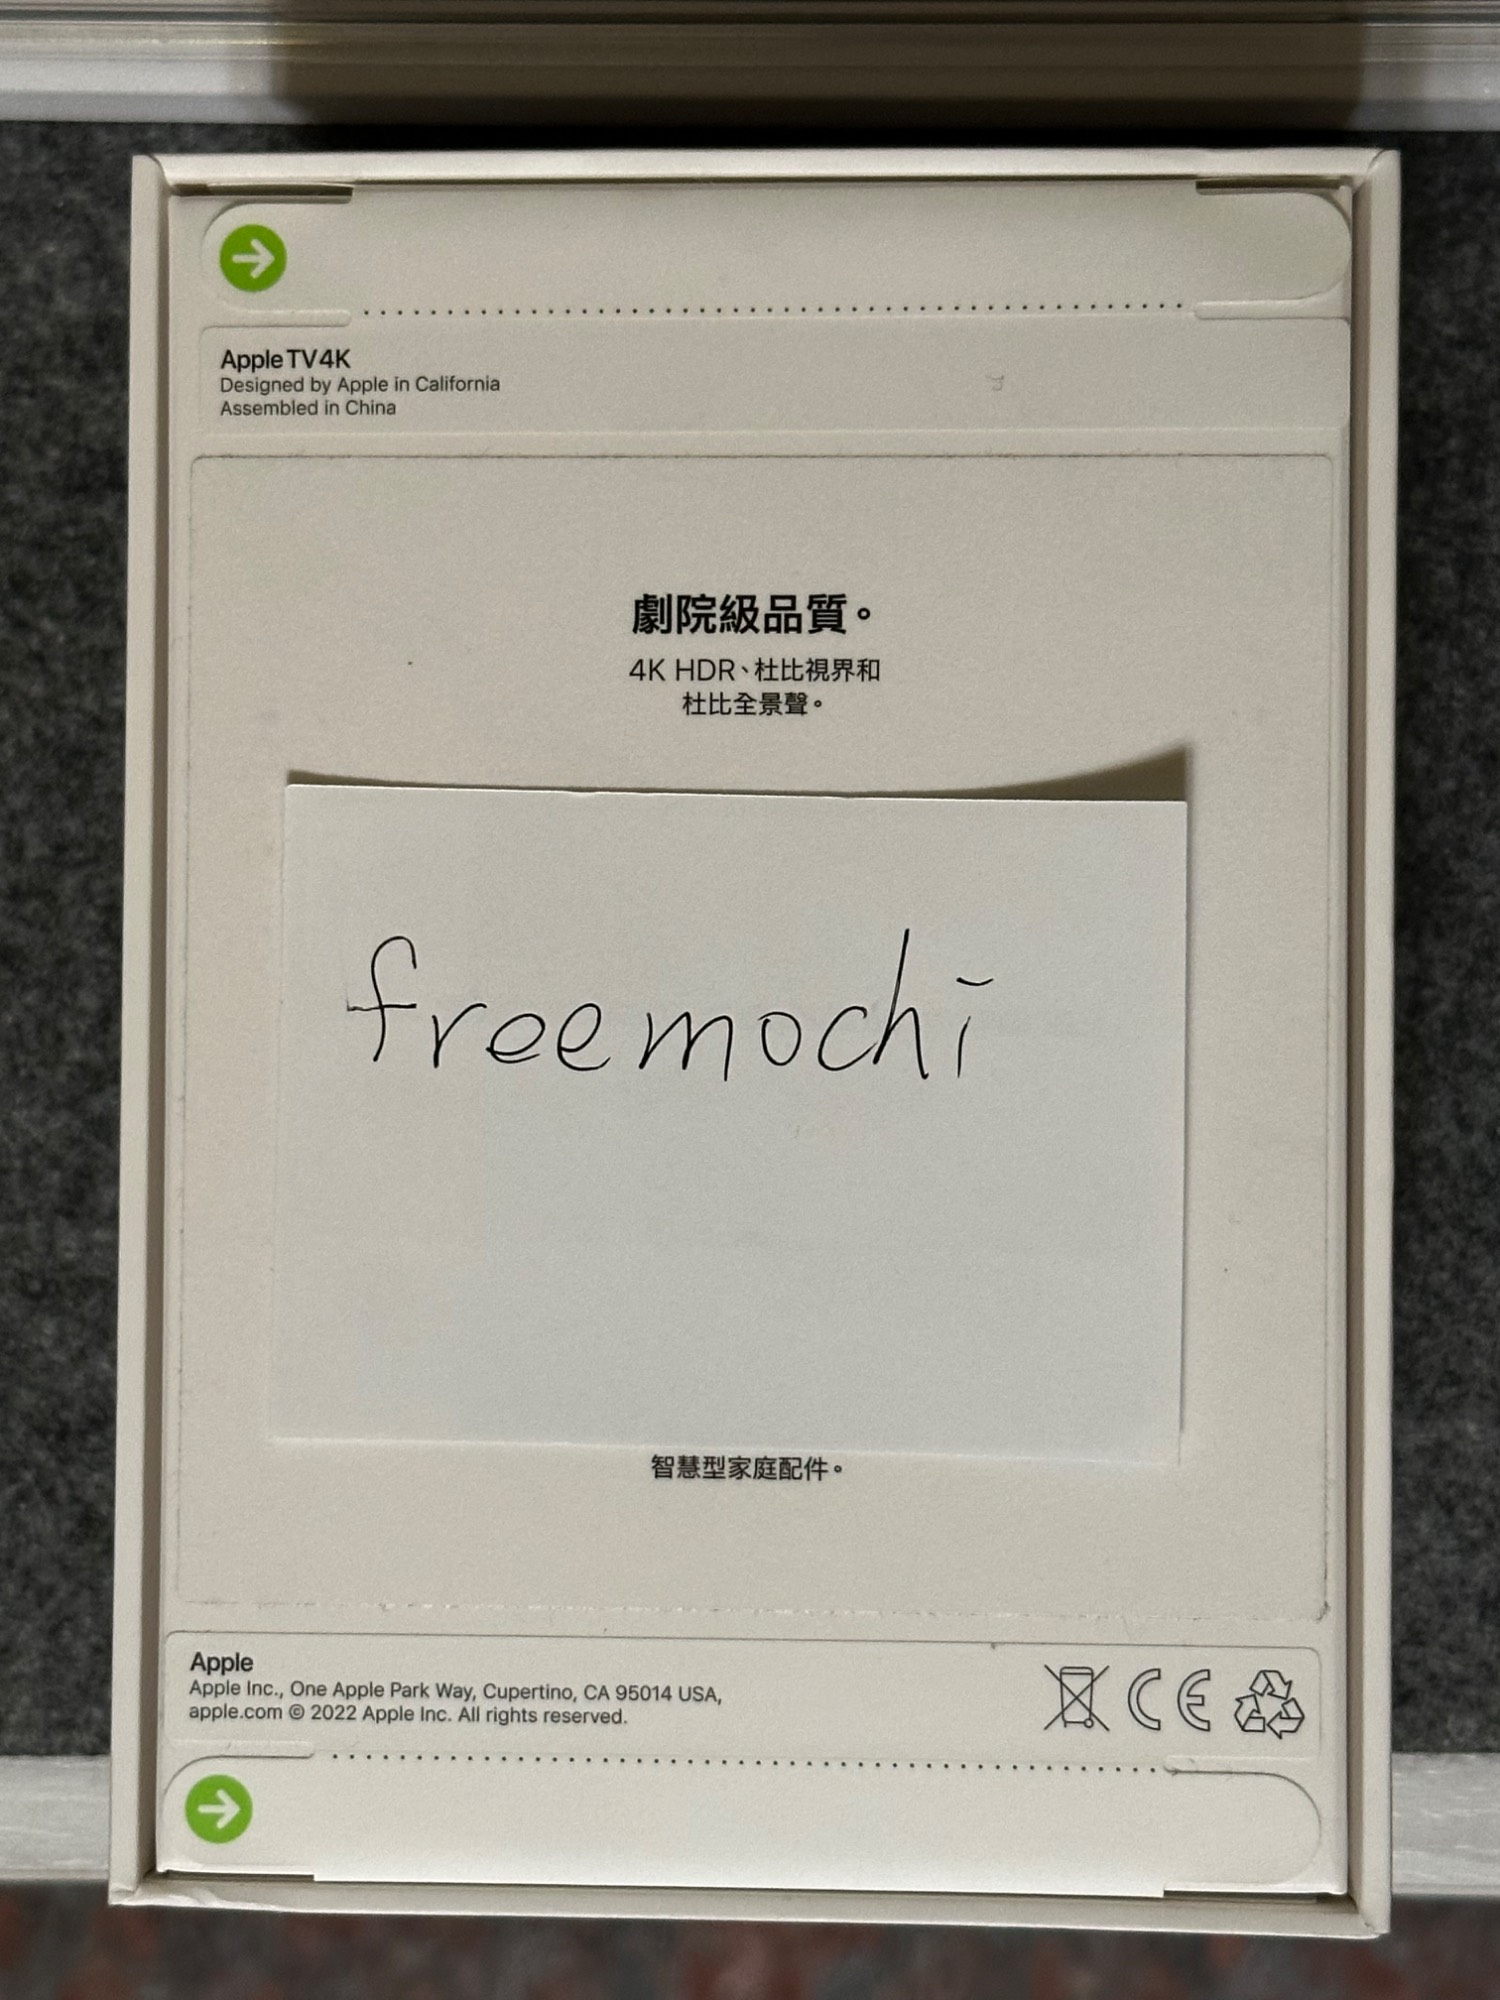 Apple TV 4K
Designed by Apple in California
Assembled in China
劇院級品質。
4K HDR、杜比視界和
杜比全景聲。
freemochi
智慧型家庭配件。
Apple
Apple Inc., One Apple Park Way, Cupertino, CA 95014 USA,
apple.com © 2022 Apple Inc. All rights reserved.
CE